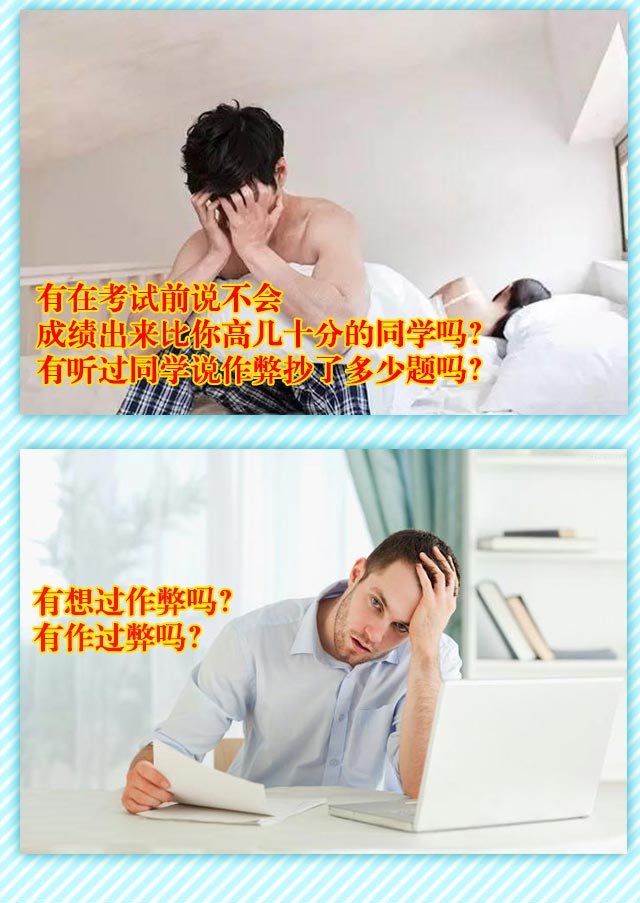 有在考试前说不会
成绩出来比你高几十分的同学吗?
有听过同学说作弊抄了多少题吗?
有想过作弊吗?
有作过弊吗?